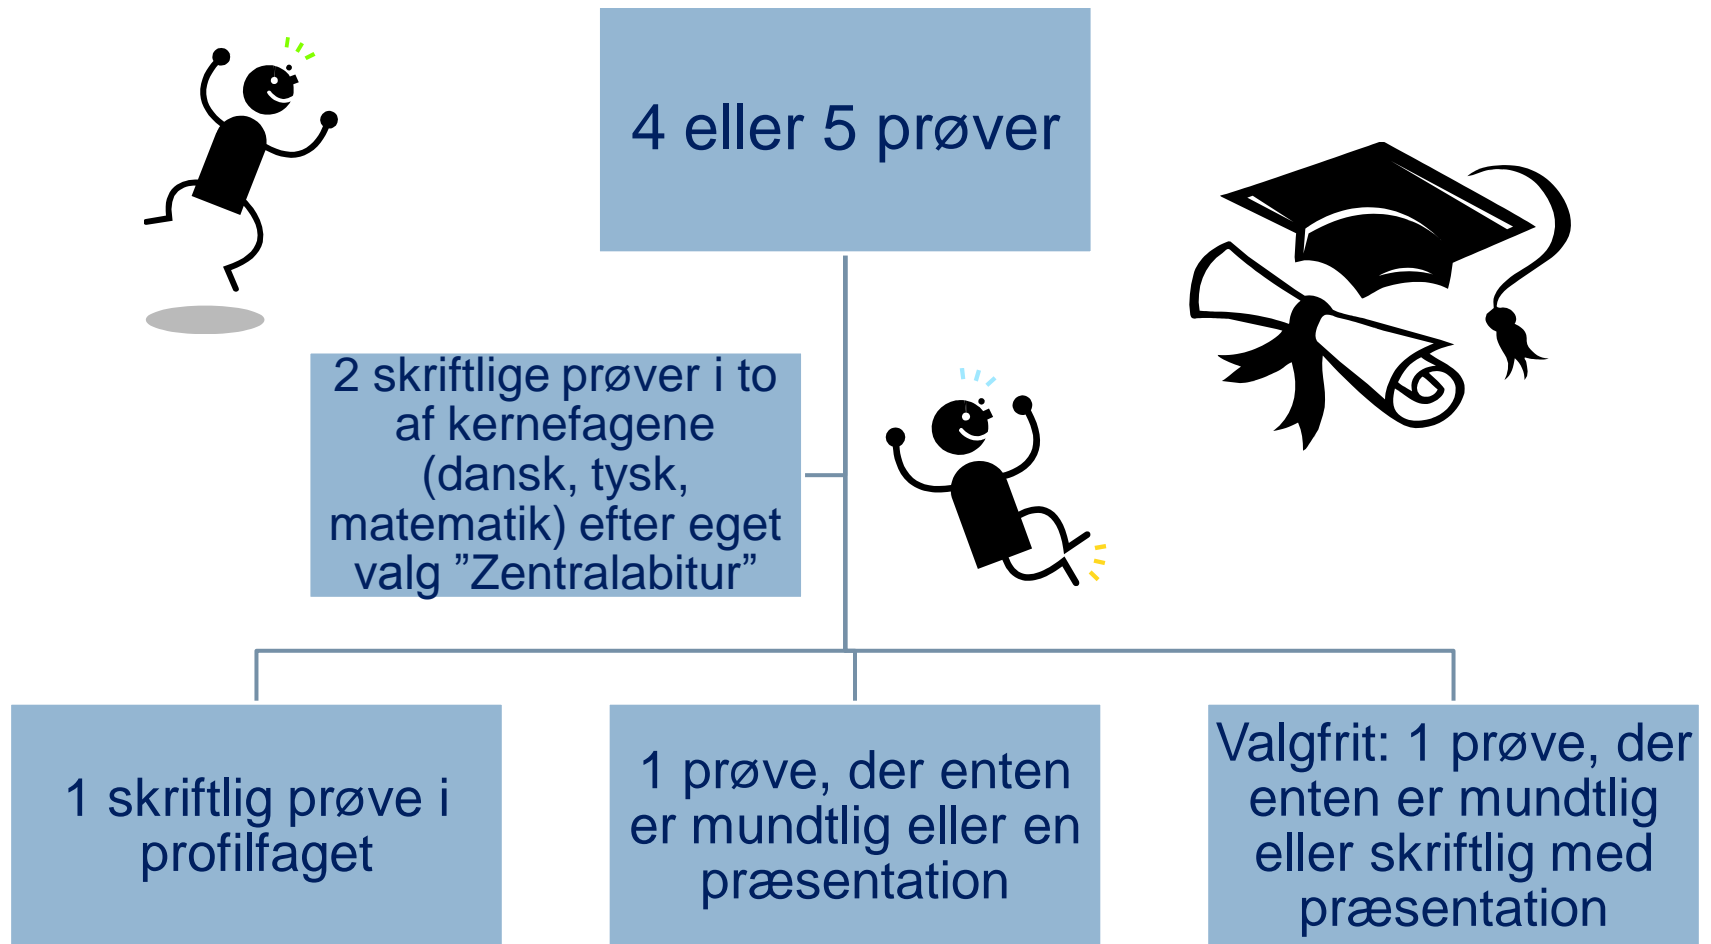 4 eller 5 prøver
2 skriftlige prøver i to
af kernefagene
(dansk, tysk,
matematik) efter eget
valg ”Zentralabitur”
1 skriftlig prøve i
profilfaget
1 prøve, der enten
er mundtlig eller en
præsentation
Valgfrit: 1 prøve, der
enten er mundtlig
eller skriftlig med
præsentation